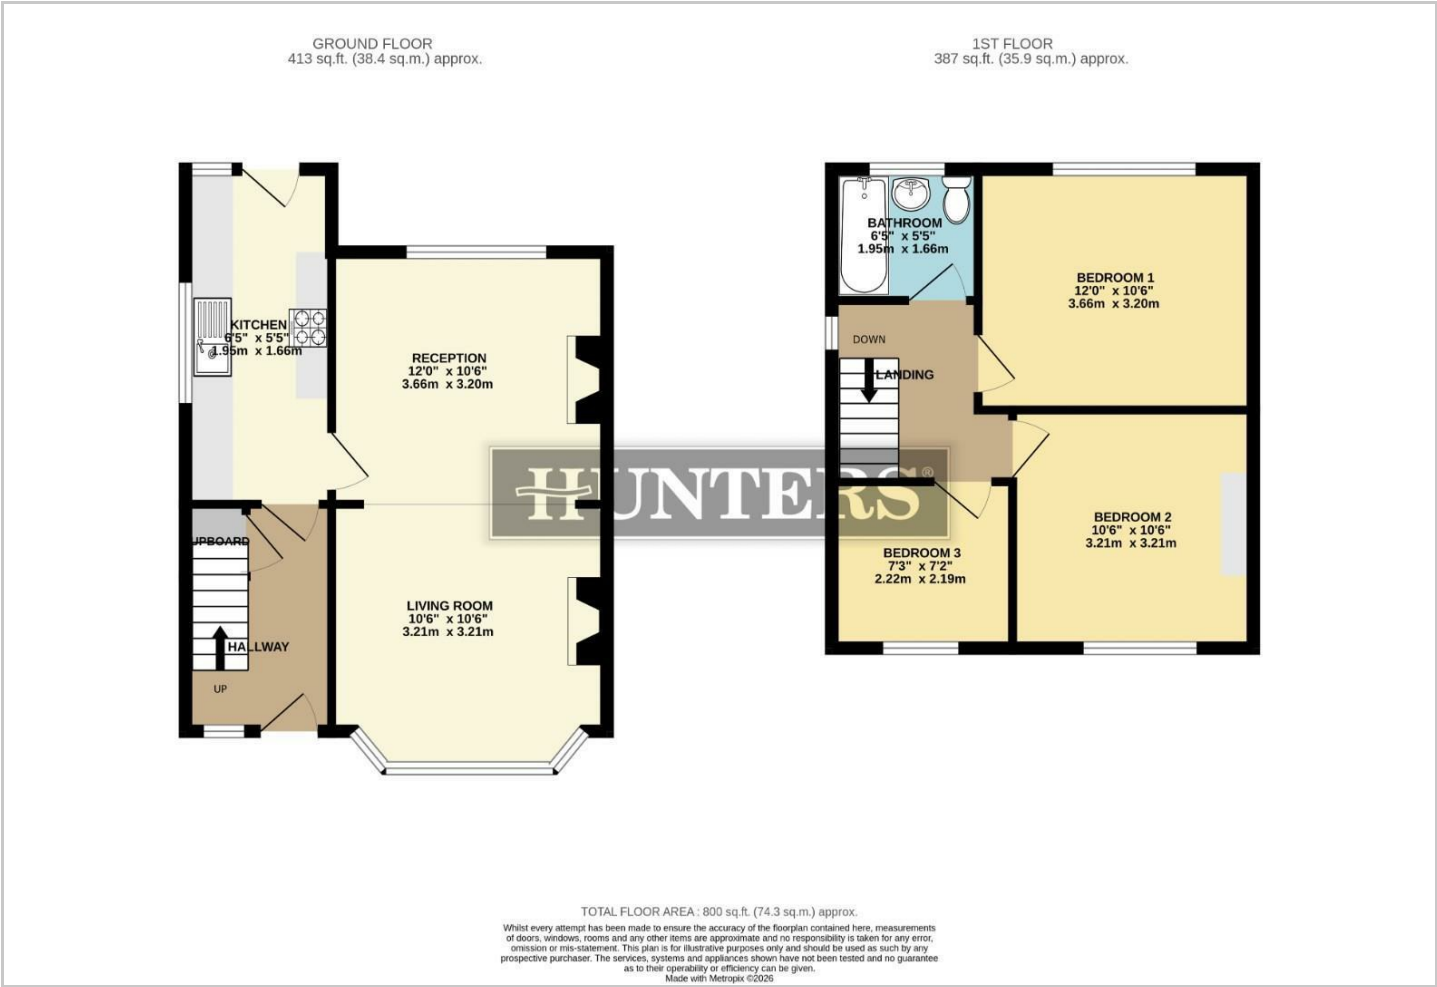 GROUND FLOOR
413 sq.ft. (38.4 sq.m.) approx.
1ST FLOOR
387 sq.ft. (35.9 sq.m.) approx.
KITCHEN
6'5" x 5'5"
1.95m x 1.66m
RECEPTION
12'0" x 10'6"
3.66m x 3.20m
UPBOARD
HALLWAY
UP
LIVING ROOM
10'6" x 10'6"
3.21m x 3.21m
HUNTERS®
BATHROOM
6'5" x 5'5"
1.95m x 1.66m
BEDROOM 1
12'0" x 10'6"
3.66m x 3.20m
DOWN
LANDING
BEDROOM 2
10'6" x 10'6"
3.21m x 3.21m
BEDROOM 3
7'3" x 7'2"
2.22m x 2.19m
TOTAL FLOOR AREA : 800 sq.ft. (74.3 sq.m.) approx.
Whilst every attempt has been made to ensure the accuracy of the floorplan contained here, measurements
of doors, windows, rooms and any other items are approximate and no responsibility is taken for any error,
omission or mis-statement. This plan is for illustrative purposes only and should be used as such by any
prospective purchaser. The services, systems and appliances shown have not been tested and no guarantee
as to their operability or efficiency can be given.
Made with Metropix ©2026